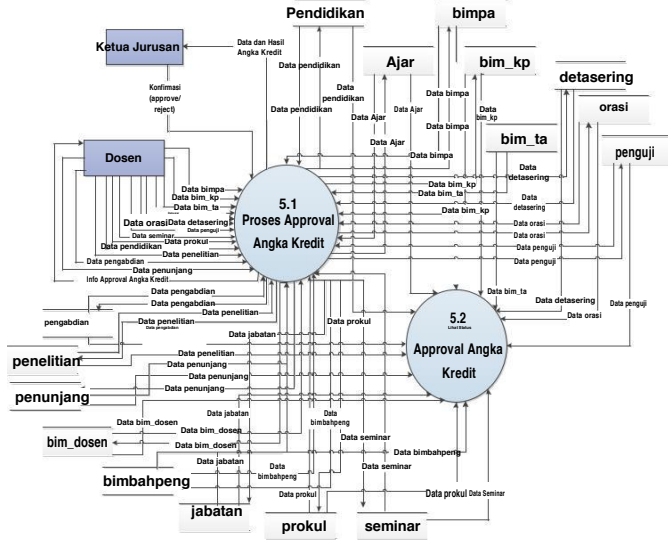 Pendidikan
bimpa
Ketua Jurusan
Data dan Hasil
Angka Kredit
Data pendidikan
Ajar
bim_kp
detasering
Konfirmasi
(approve/
reject)
Data pendidikan
Data
pendidikan
Data Ajar
Data bimpa
Data
bim_kp
orasi
Data Ajar
Data Ajar
Data bimpa
bim_ta
penguji
Dosen
Data bimpa
Data
detasering
Data bimpa
Data bim_kp
Data bim_ta
Data bim_kp
Data bim_ta
Data
detasering
Data bim_kp
5.1
Proses Approval
Angka Kredit
Data orasi
Data detasering
Data penguji
Data seminar
Data prokul
Data pendidikan
Data penelitian
Data orasi
Data orasi
Data penguji
Data penguji
Data pengabdian
Data penunjang
Info Approval Angka Kredit
Data bim_ta
Data pengabdian
Data pengabdian
Data penelitian
Data detasering
Data penguji
pengabdian
Data penelitian
Data pengabdian
Data prokul
Data orasi
5.2
Lihat Status
Approval Angka
Kredit
Data jabatan
penelitian
Data penelitian
Data penunjang
Data penunjang
penunjang
Data penunjang
Data jabatan
Data bim_dosen
Data
bimbahpeng
Data bim_dosen
Data seminar
bim_dosen
Data bim_dosen
Data bimbahpeng
Data jabatan
Data
bimbahpeng
Data seminar
bimbahpeng
Data prokul
Data prokul
Data Seminar
jabatan
prokul
seminar